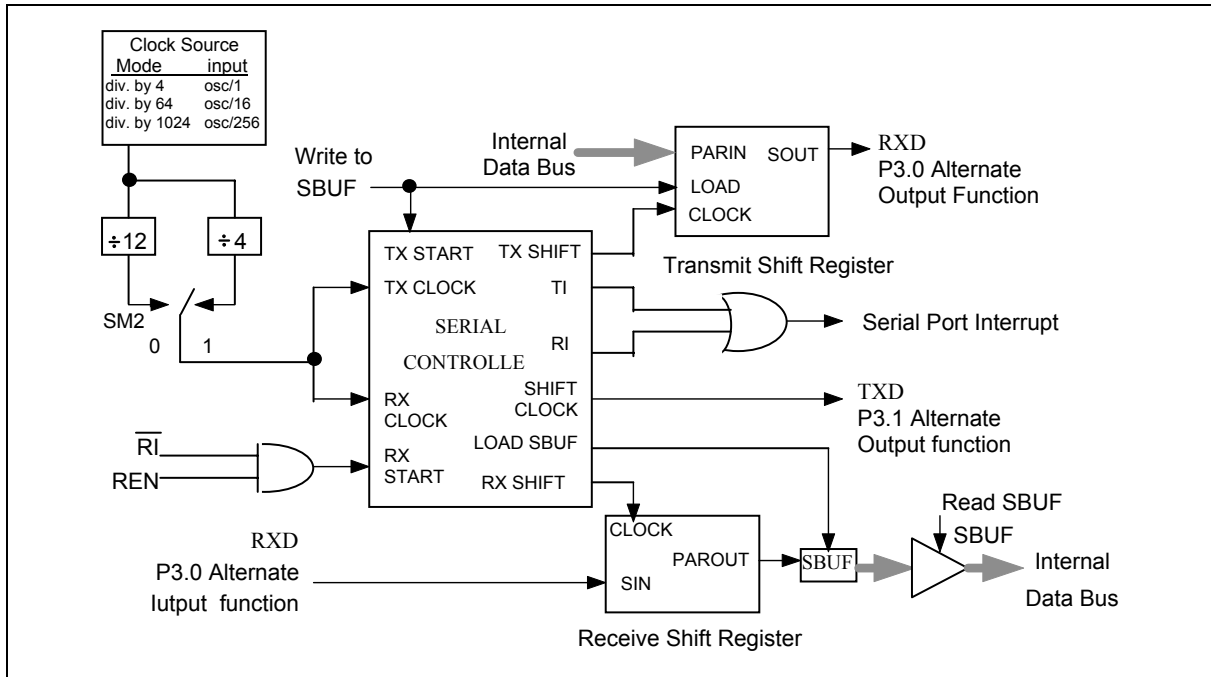 Clock Source
Mode input
div. by 4 osc/1
div. by 64 osc/16
div. by 1024 osc/256
÷12
÷4
SM2
0 1
Write to
SBUF
Internal
Data Bus
PARIN SOUT
LOAD
CLOCK
RXD
P3.0 Alternate
Output Function
Transmit Shift Register
TX START TX SHIFT
TX CLOCK TI
SERIAL
CONTROLLE
RI
SHIFT
CLOCK
RX
CLOCK
LOAD SBUF
RX
START
RX SHIFT
Serial Port Interrupt
TXD
P3.1 Alternate
Output function
R̅I̅
REN
RXD
P3.0 Alternate
Iutput function
CLOCK
PAROUT
SIN
Receive Shift Register
SBUF
Read SBUF
SBUF
Internal
Data Bus